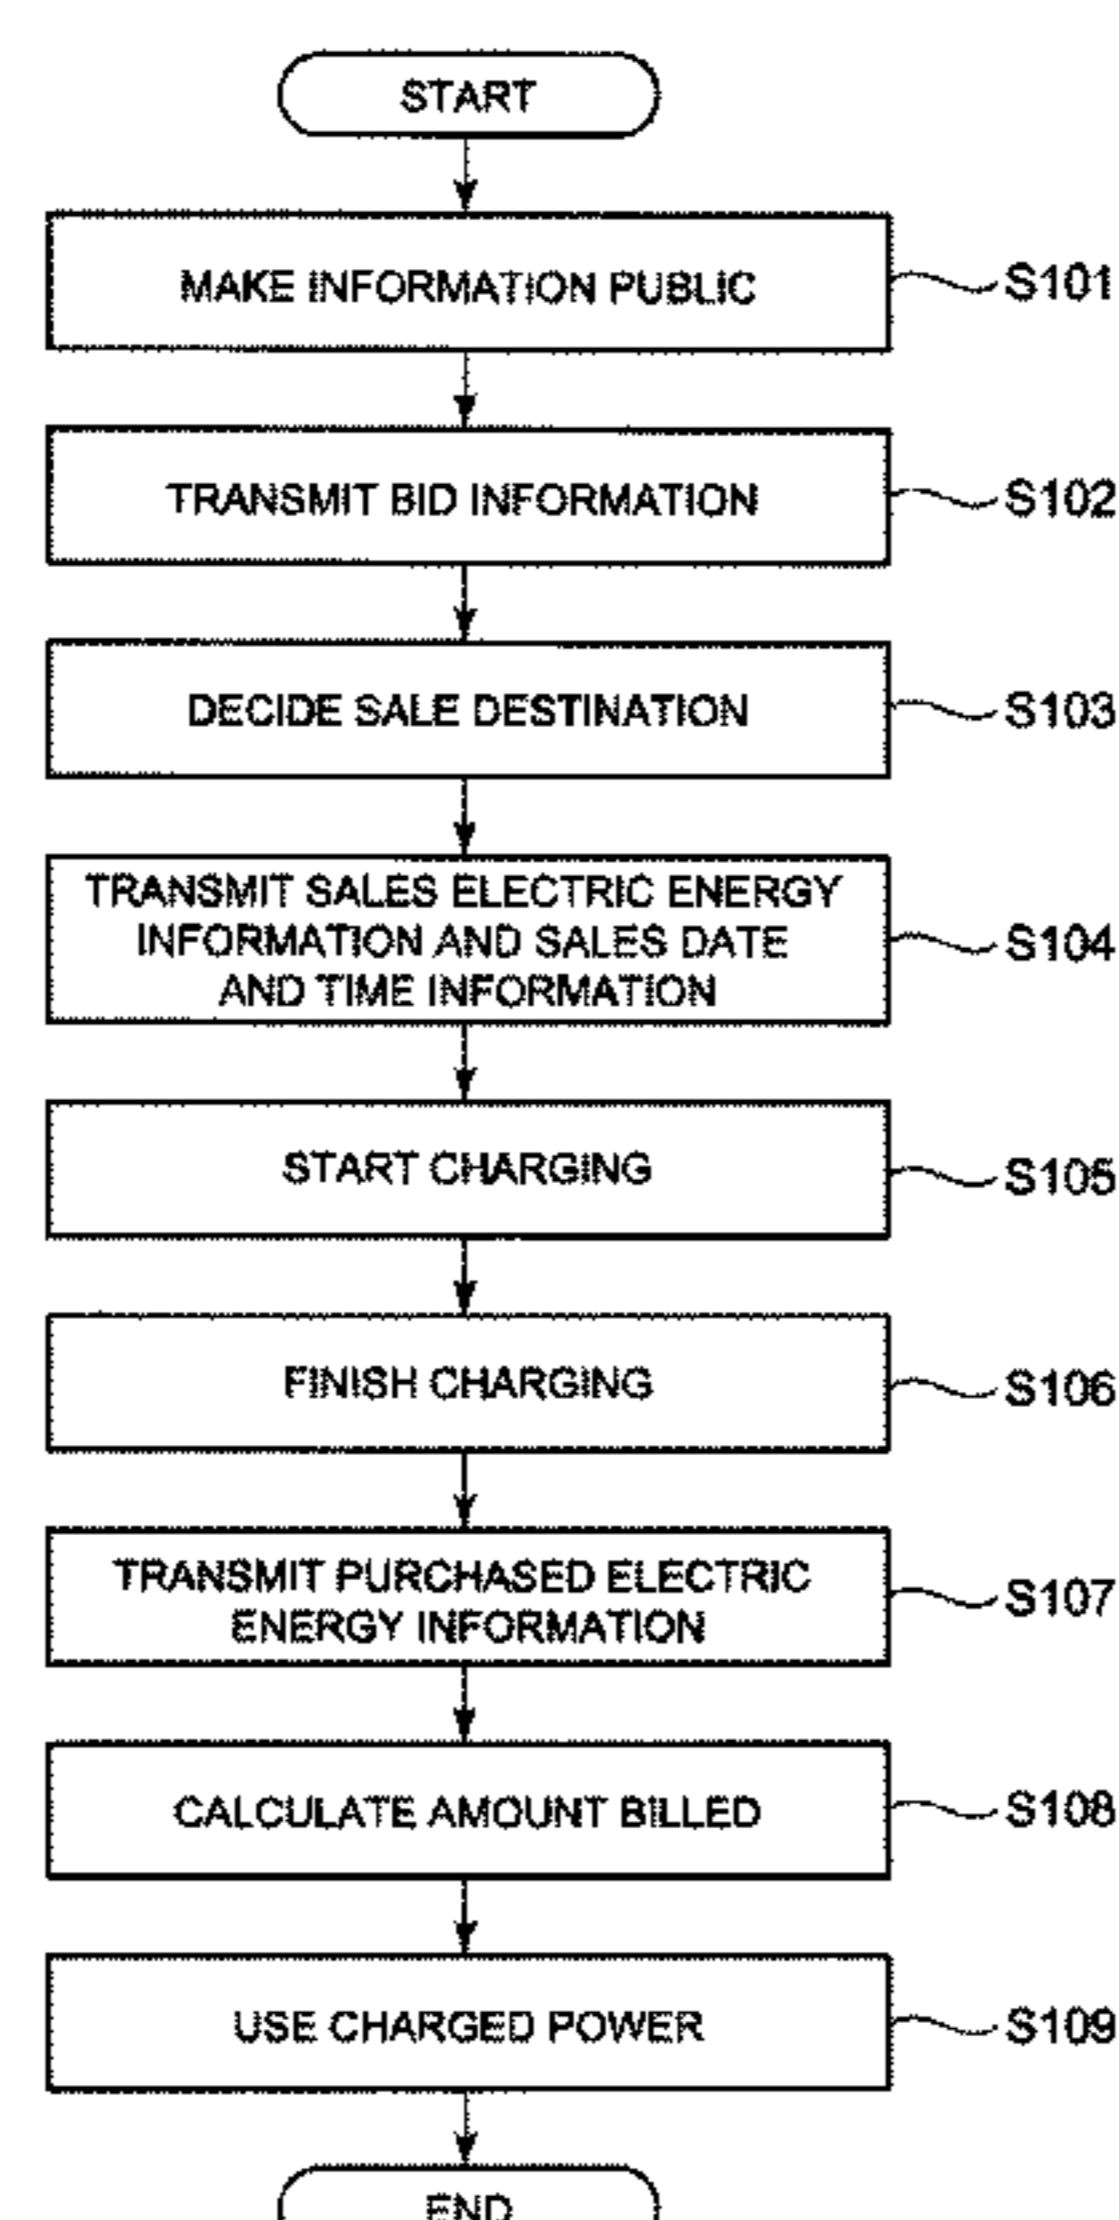 START
MAKE INFORMATION PUBLIC
S101
TRANSMIT BID INFORMATION
S102
DECIDE SALE DESTINATION
S103
TRANSMIT SALES ELECTRIC ENERGY
INFORMATION AND SALES DATE
AND TIME INFORMATION
S104
START CHARGING
S105
FINISH CHARGING
S106
TRANSMIT PURCHASED ELECTRIC
ENERGY INFORMATION
S107
CALCULATE AMOUNT BILLED
S108
USE CHARGED POWER
S109
END